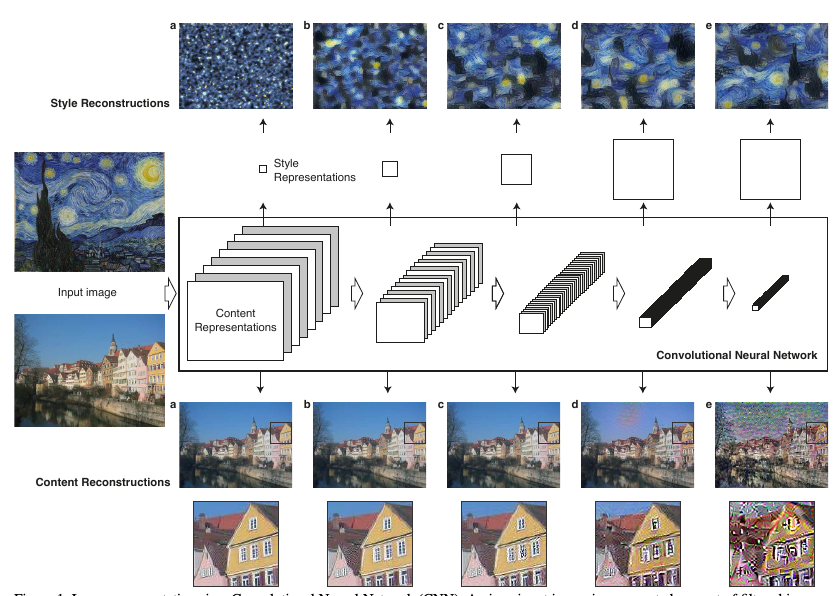 a b c d e
Style Reconstructions
Style
Representations
Input image
Content
Representations
Convolutional Neural Network
a b c d e
Content Reconstructions